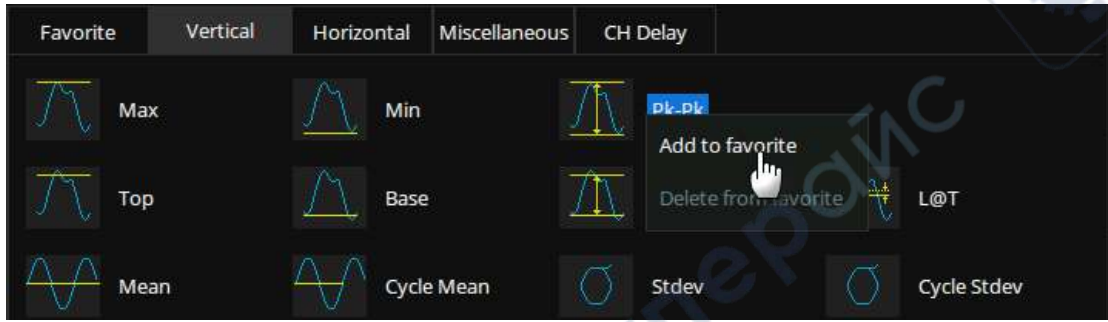 Favorite Vertical Horizontal Miscellaneous CH Delay
Max Min Pk-Pk
Add to favorite
Top Base Delete from favorite L@T
Mean Cycle Mean Stdev Cycle Stdev